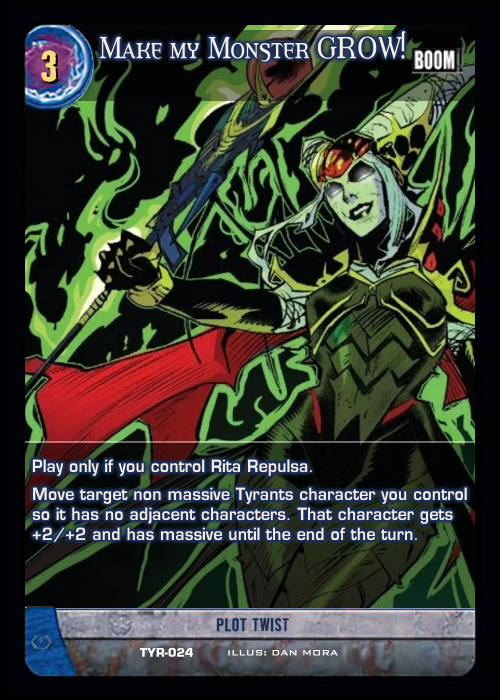 3
Make my Monster GROW!
BOOM
Play only if you control Rita Repulsa.
Move target non massive Tyrants character you control
so it has no adjacent characters. That character gets
+2/+2 and has massive until the end of the turn.
PLOT TWIST
TYR-024 ILLUS: DAN MORA